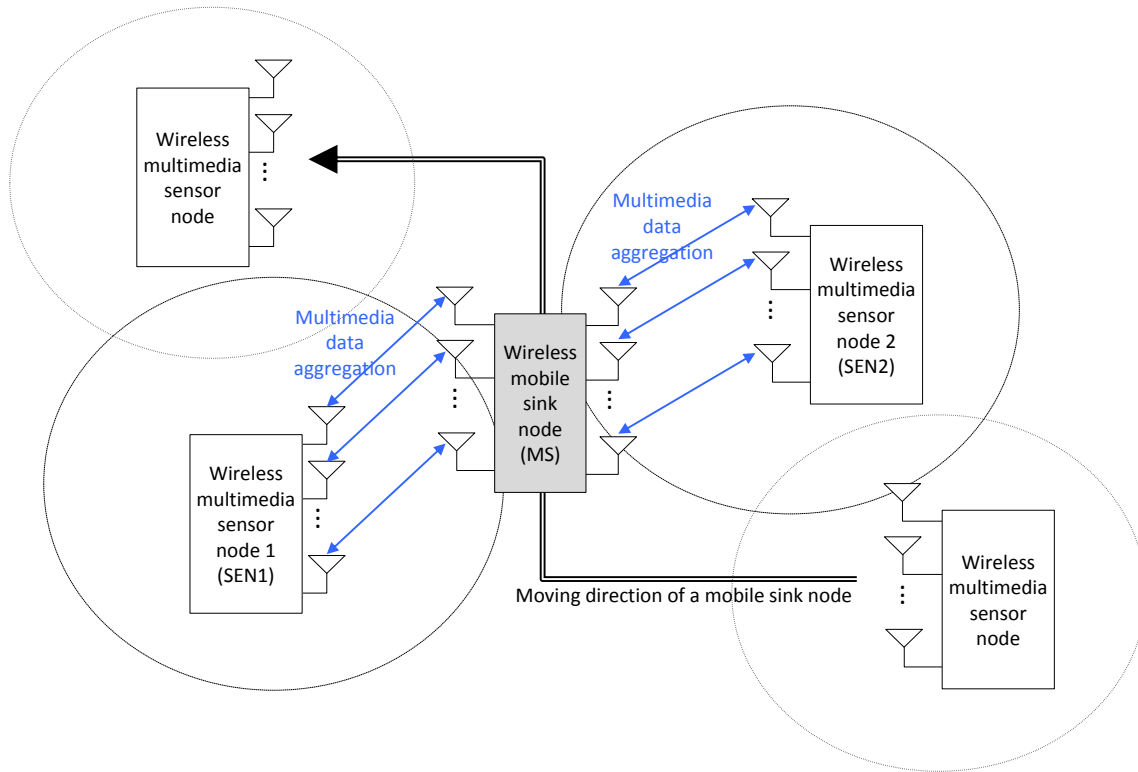 Wireless
multimedia
sensor
node
Multimedia
data
aggregation
Wireless
multimedia
sensor
node 2
(SEN2)
Multimedia
data
aggregation
Wireless
mobile
sink
node
(MS)
Wireless
multimedia
sensor
node 1
(SEN1)
Moving direction of a mobile sink node
Wireless
multimedia
sensor
node